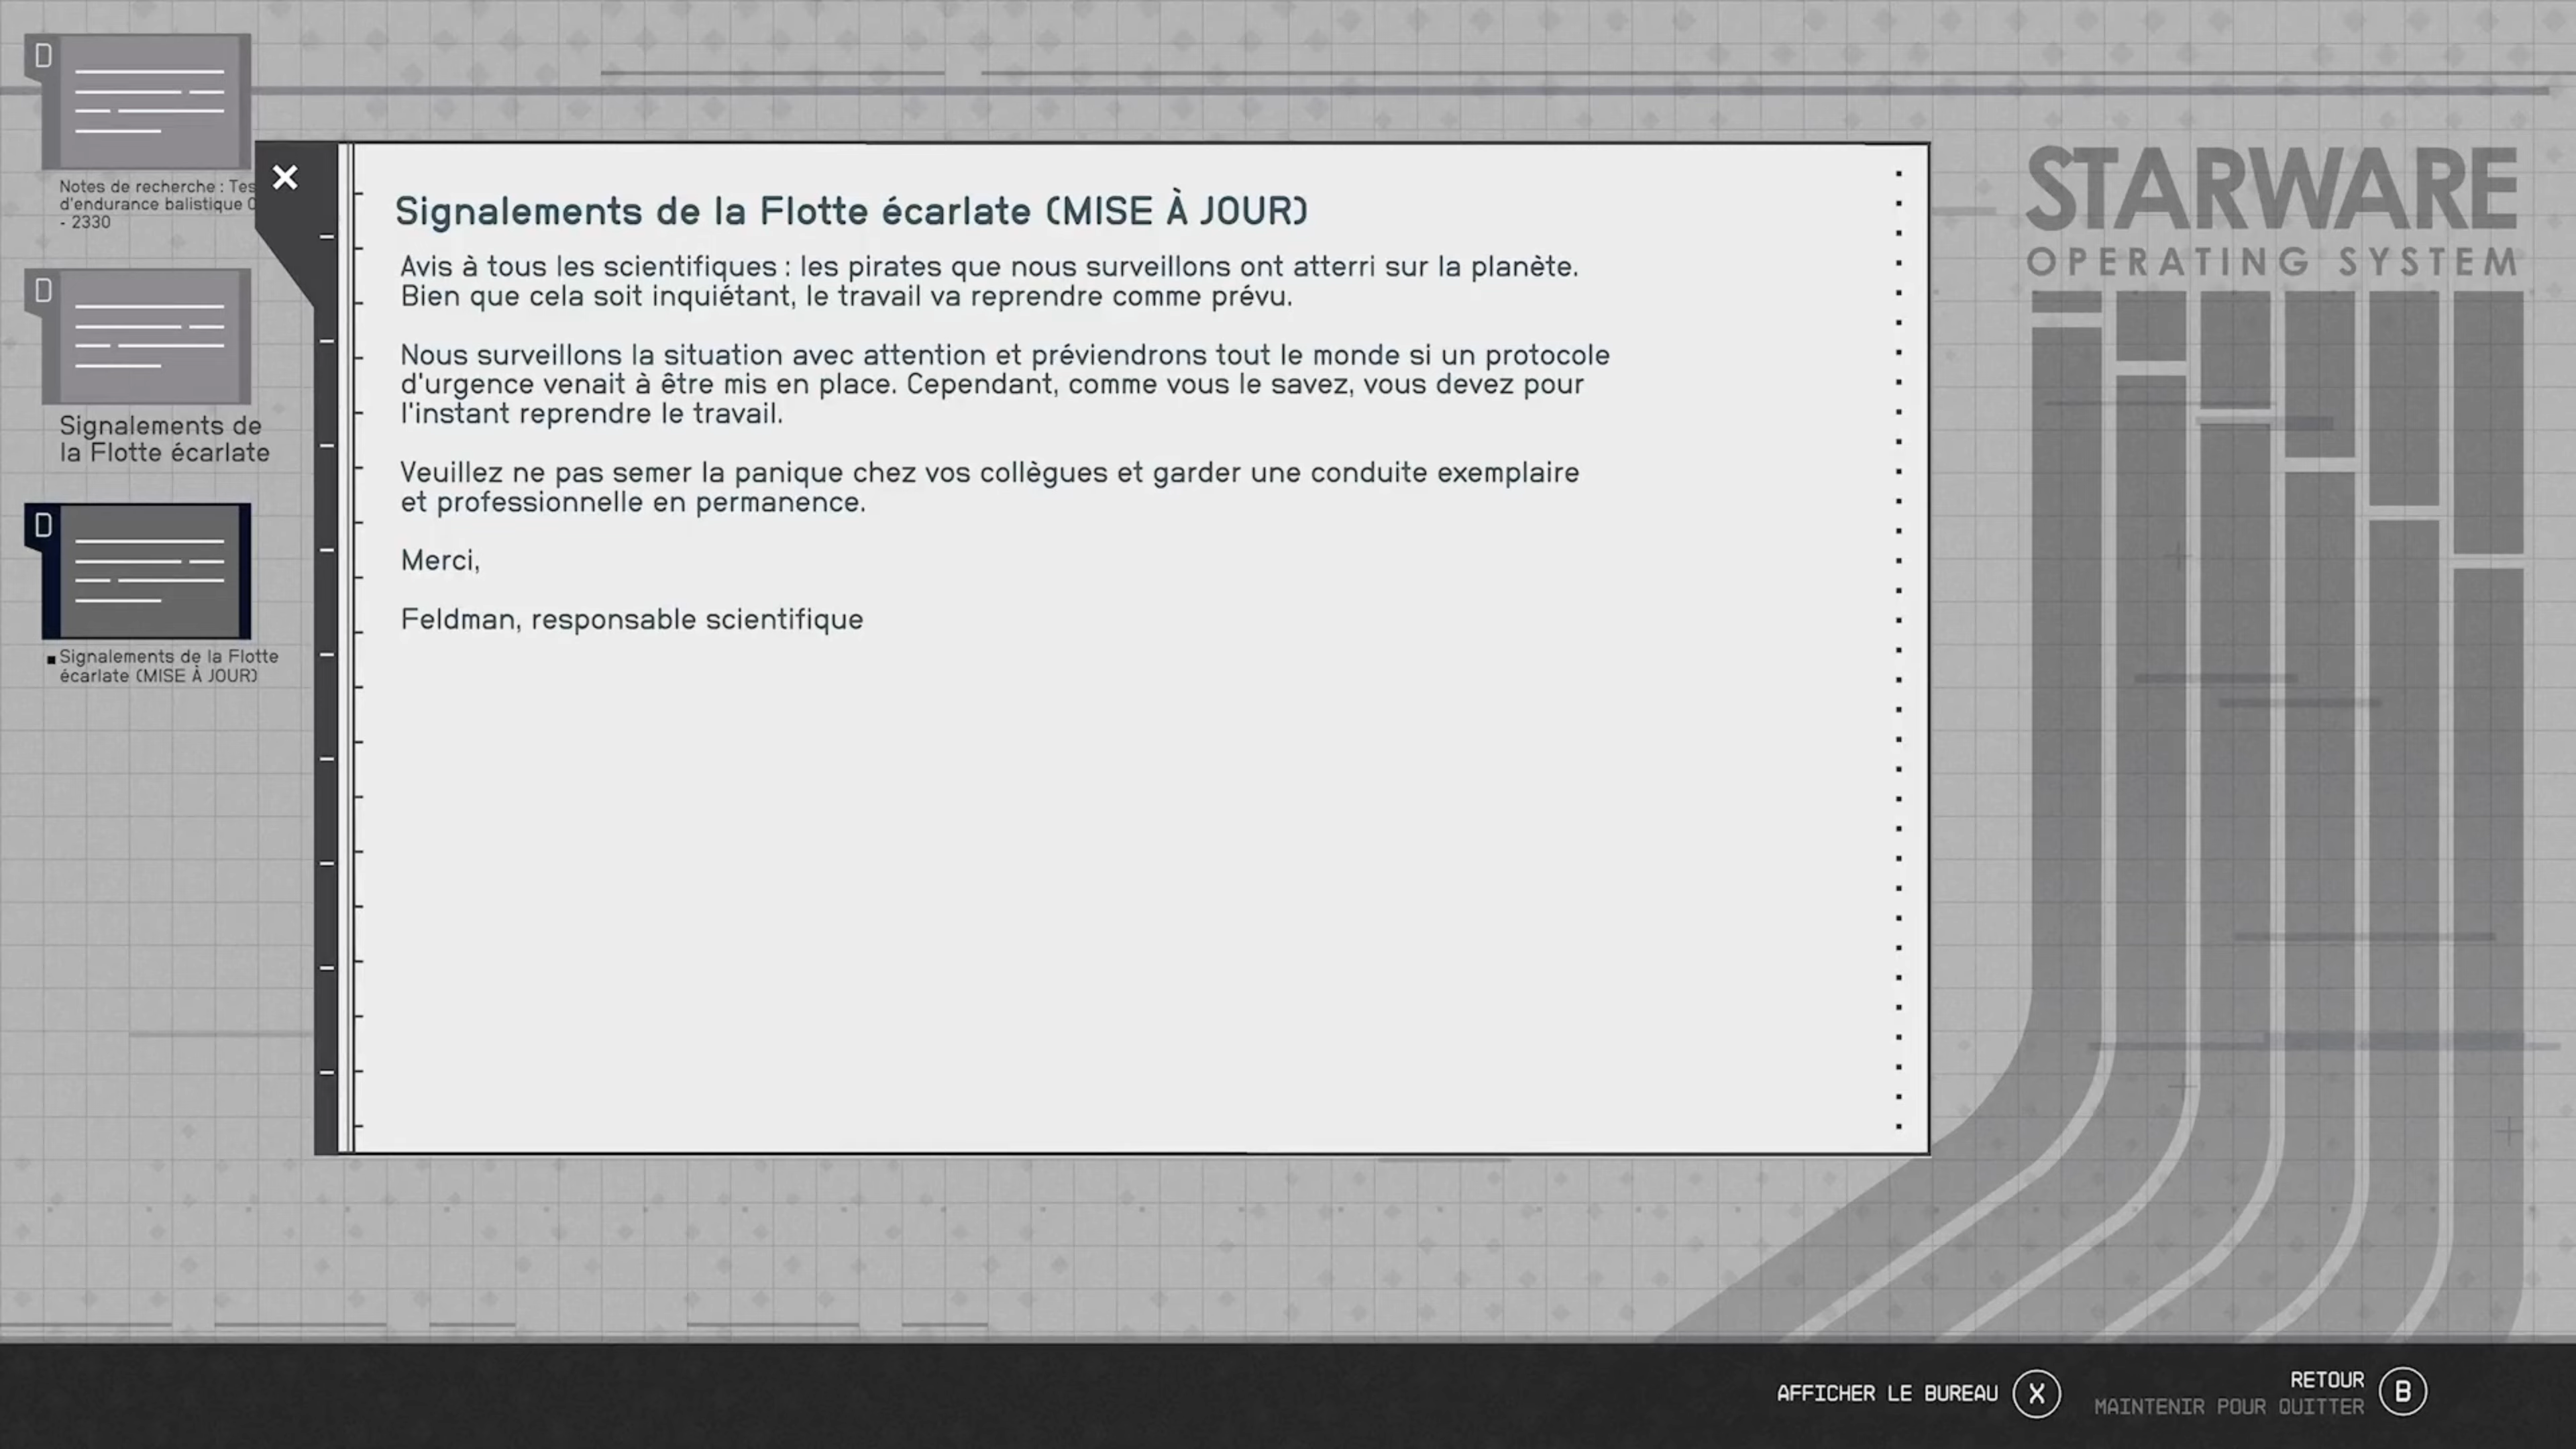 D
Notes de recherche : Tes
d'endurance balistique
- 2330
D
Signalements de
la Flotte écarlate
D
Signalements de la Flotte
écarlate (MISE À JOUR)
Signalements de la Flotte écarlate (MISE À JOUR)
Avis à tous les scientifiques : les pirates que nous surveillons ont atterri sur la planète.
Bien que cela soit inquiétant, le travail va reprendre comme prévu.
Nous surveillons la situation avec attention et préviendrons tout le monde si un protocole
d'urgence venait à être mis en place. Cependant, comme vous le savez, vous devez pour
l'instant reprendre le travail.
Veuillez ne pas semer la panique chez vos collègues et garder une conduite exemplaire
et professionnelle en permanence.
Merci,
Feldman, responsable scientifique
STARWARE
OPERATING SYSTEM
AFFICHER LE BUREAU X
RETOUR B
MAINTENIR POUR QUITTER